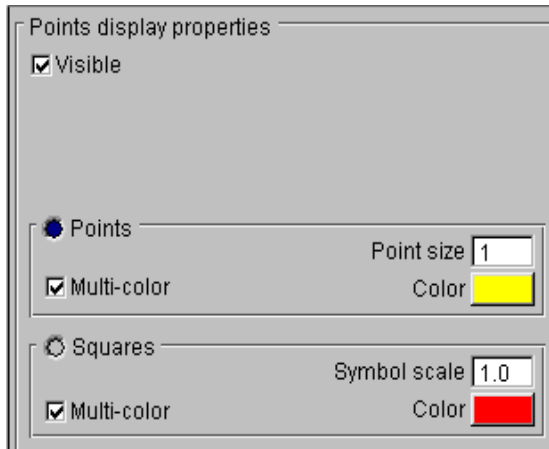 Points display properties
Visible
Points
Point size 1
Multi-color Color
Squares
Symbol scale 1.0
Multi-color Color